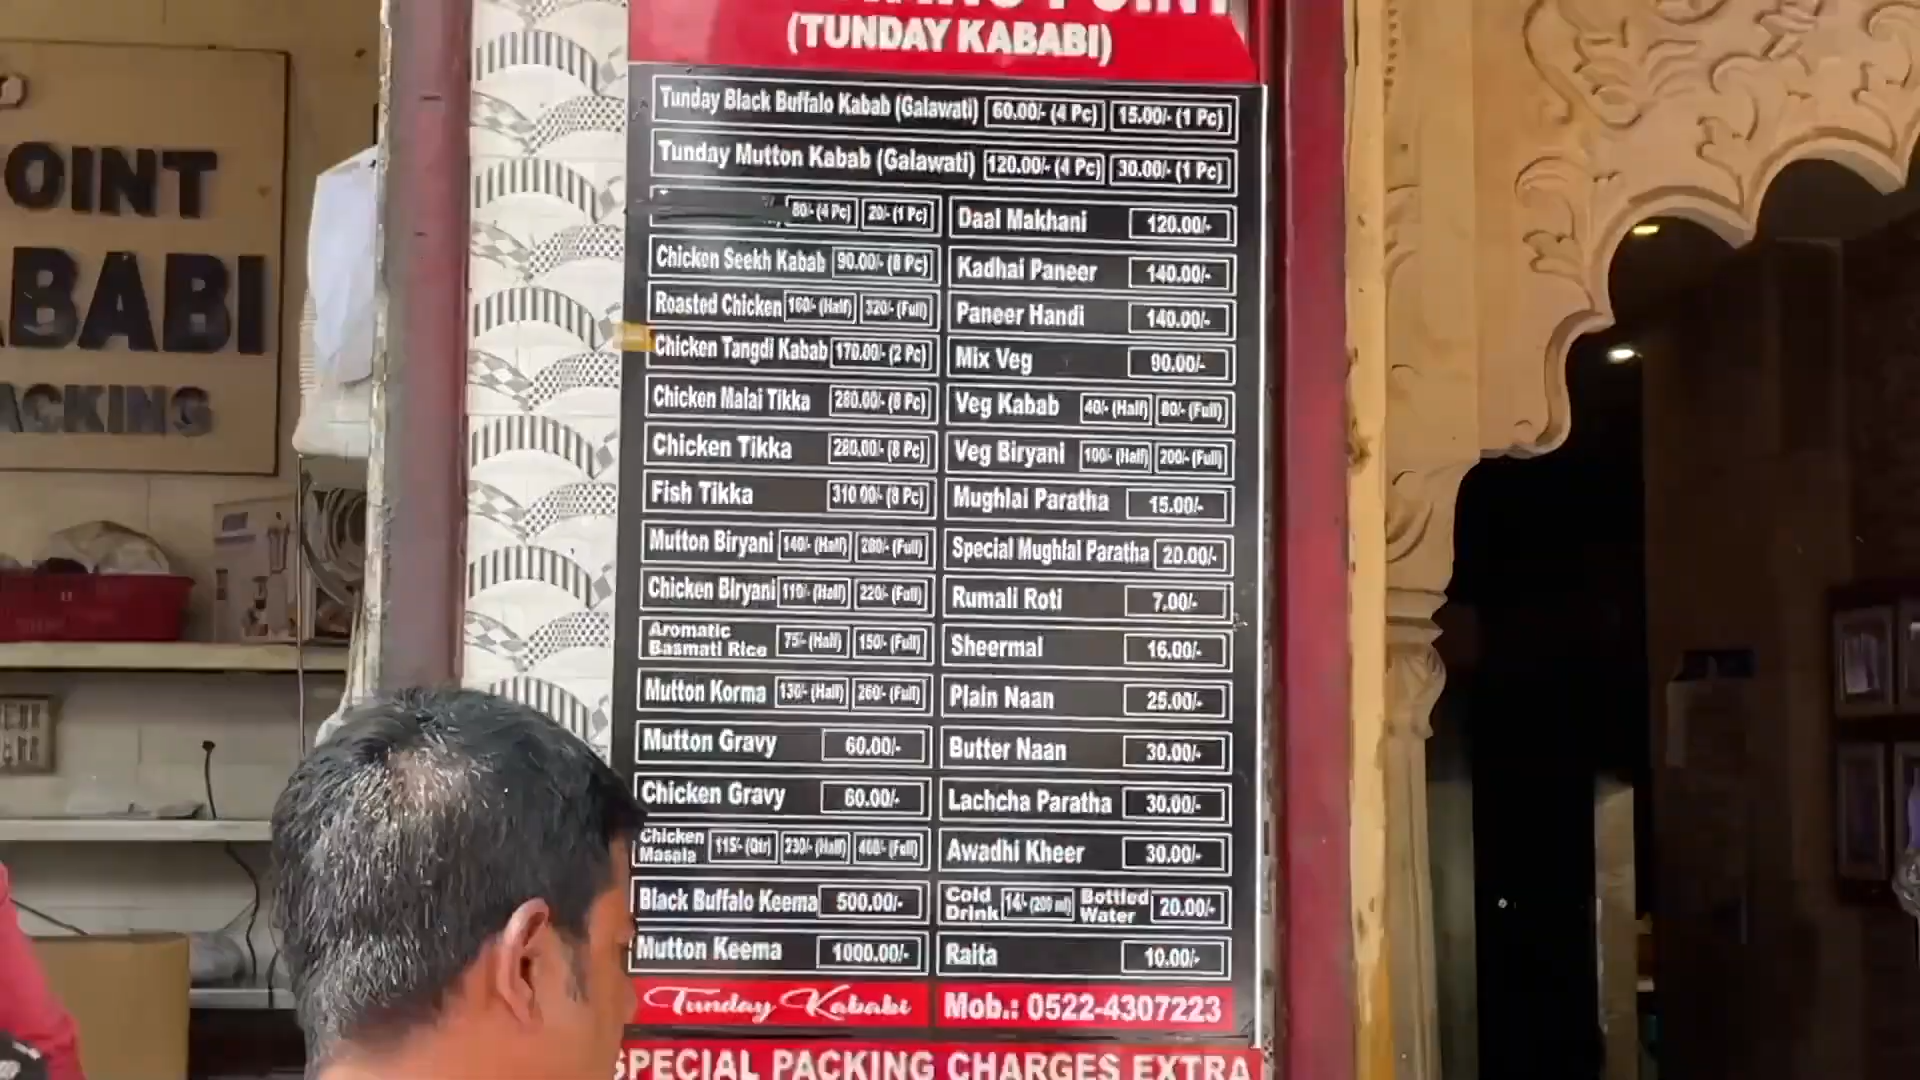 OINT
ABABI
ACKING
(TUNDAY KABABI)
Tunday Black Buffalo Kabab (Galawati) 60.00/- (4 Pc) 15.00/- (1 Pc)
Tunday Mutton Kabab (Galawati) 120.00/- (4 Pc) 30.00/- (1 Pc)
80/- (4 Pc) 20/- (1 Pc)
Chicken Seekh Kabab 90.00/- (8 Pc)
Roasted Chicken 160/- (Half) 320/- (Full)
Chicken Tangdi Kabab 170.00/- (2 Pc)
Chicken Malai Tikka 280.00/- (8 Pc)
Chicken Tikka 280.00/- (8 Pc)
Fish Tikka 310.00/- (8 Pc)
Mutton Biryani 140/- (Half) 280/- (Full)
Chicken Biryani 110/- (Half) 220/- (Full)
Aromatic
Basmati Rice 75/- (Half) 150/- (Full)
Mutton Korma 130/- (Half) 260/- (Full)
Mutton Gravy 60.00/-
Chicken Gravy 60.00/-
Chicken
Masala 115/- (Qtr) 230/- (Half) 460/- (Full)
Black Buffalo Keema 500.00/-
Mutton Keema 1000.00/-
Daal Makhani 120.00/-
Kadhai Paneer 140.00/-
Paneer Handi 140.00/-
Mix Veg 90.00/-
Veg Kabab 40/- (Half) 80/- (Full)
Veg Biryani 100/- (Half) 200/- (Full)
Mughlai Paratha 15.00/-
Special Mughlai Paratha 20.00/-
Rumali Roti 7.00/-
Sheermal 16.00/-
Plain Naan 25.00/-
Butter Naan 30.00/-
Lachcha Paratha 30.00/-
Awadhi Kheer 30.00/-
Cold Drink 14/- (200 ml) Bottled Water 20.00/-
Raita 10.00/-
Tunday Kababi Mob.: 0522-4307223
SPECIAL PACKING CHARGES EXTRA